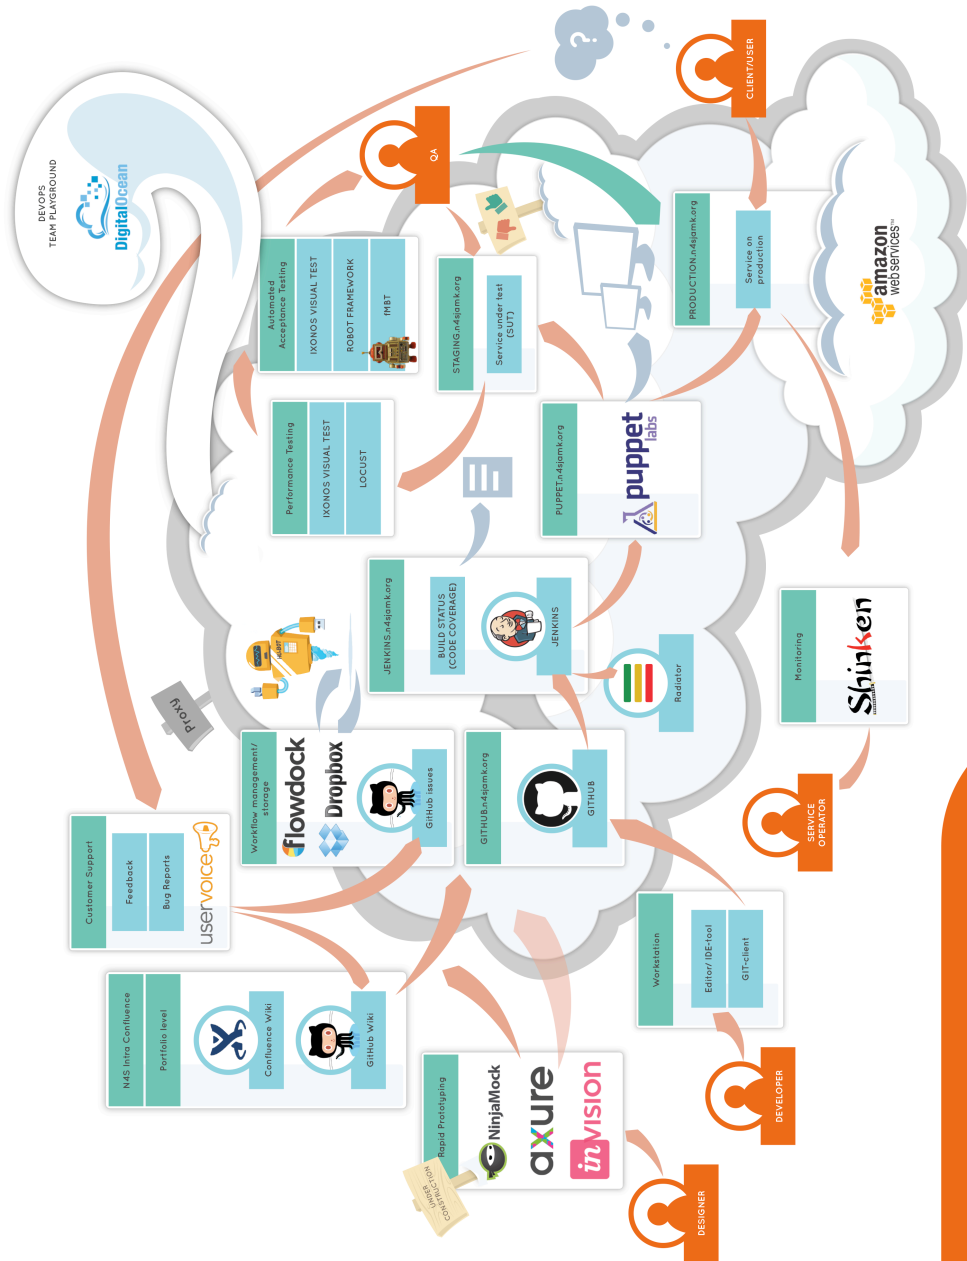 DEVOPS
TEAM PLAYGROUND
DigitalOcean
CLIENT/USER
?
QA
Automated
Acceptance Testing
IXONOS VISUAL TEST
ROBOT FRAMEWORK
fMBT
Performance Testing
IXONOS VISUAL TEST
LOCUST
STAGING.n4sjamk.org
Service under test
(SUT)
PRODUCTION.n4sjamk.org
Service on
production
amazon
webservices™
PUPPET.n4sjamk.org
puppet
labs
JENKINS.n4sjamk.org
BUILD STATUS
(CODE COVERAGE)
JENKINS
Radiator
HUBOT
Proxy
Workflow management/
storage
flowdock
Dropbox
GitHub issues
GITHUB.n4sjamk.org
GITHUB
Monitoring
Shinken
SERVICE
OPERATOR
Customer Support
Feedback
Bug Reports
uservoice
N4S Intra Confluence
Portfolio level
Confluence Wiki
GitHub Wiki
Workstation
Editor/ IDE-tool
GIT-client
DEVELOPER
Rapid Prototyping
NinjaMock
axure
invision
UNDER
CONSTRUCTION
DESIGNER